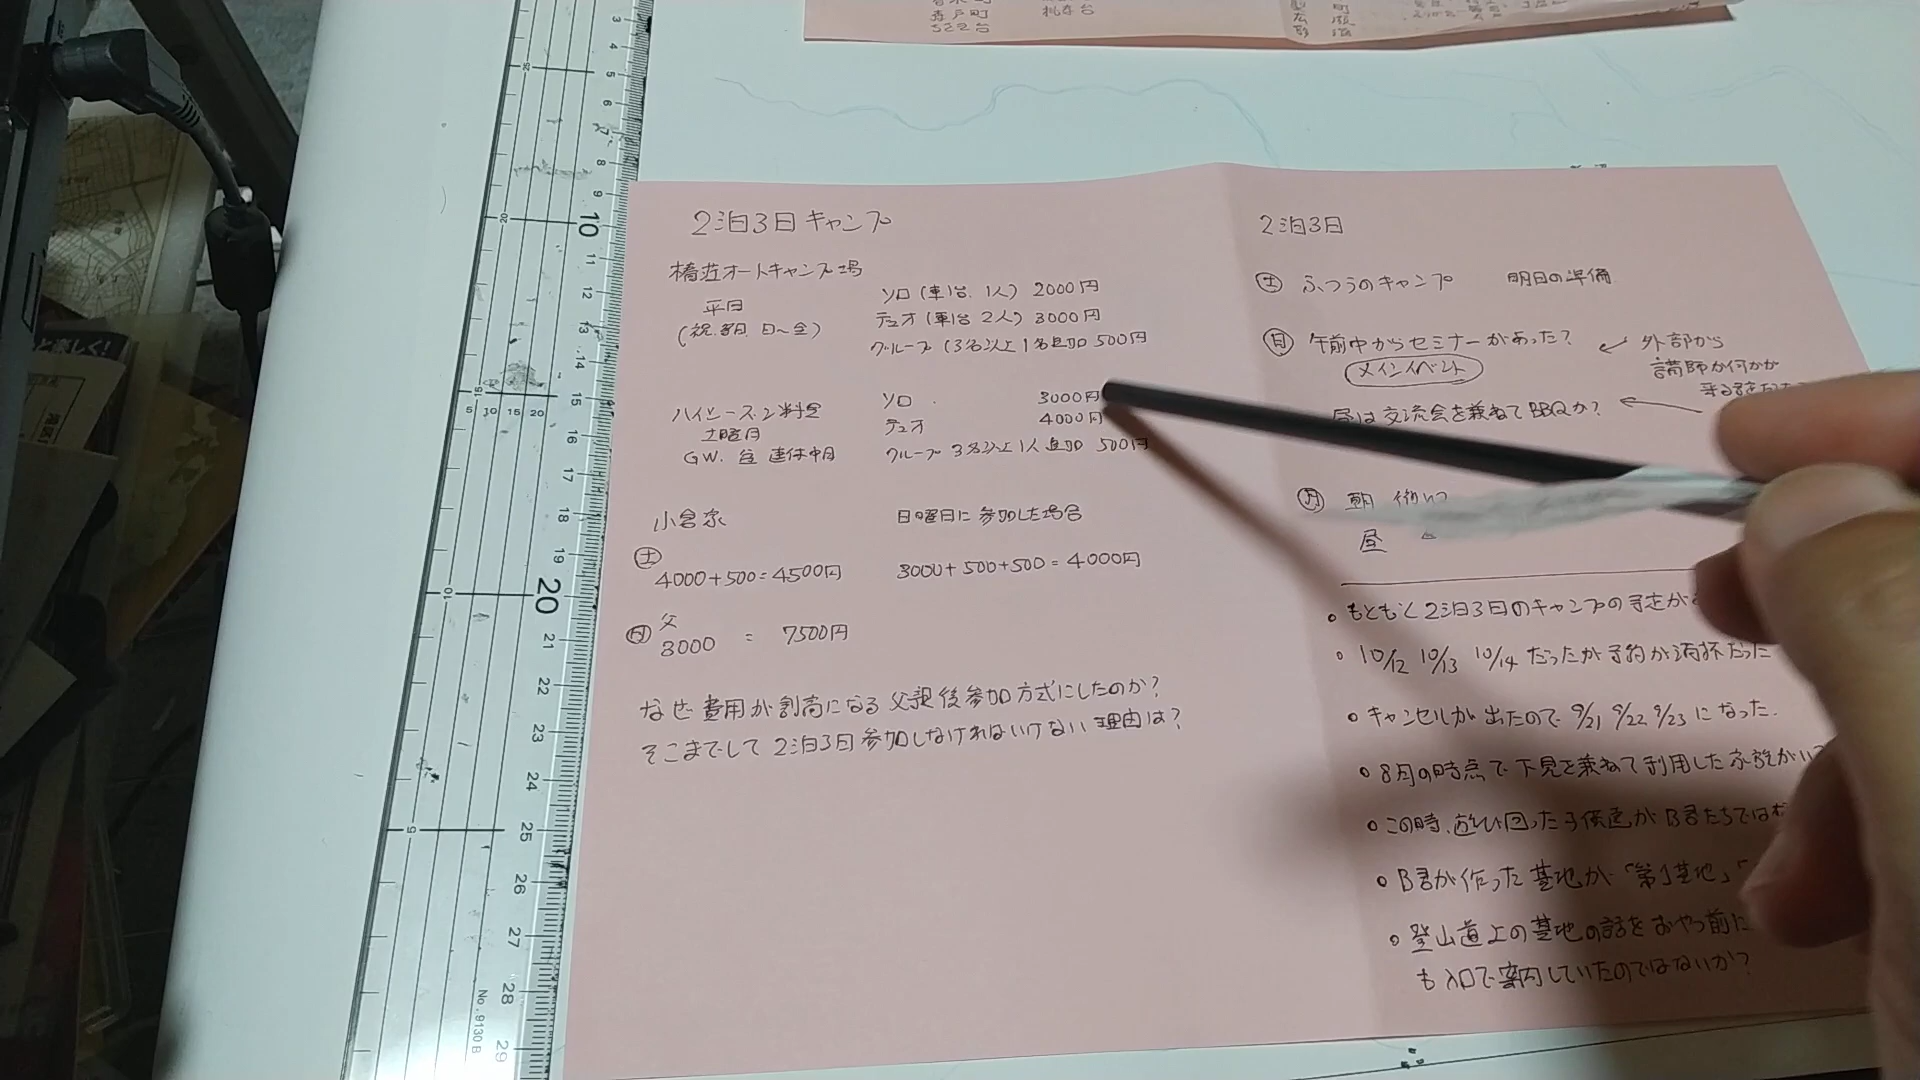 2泊3日キャンプ
橋詰オートキャンプ場
平日
(祝翌日 日〜金)
ソロ (車1台 1人) 2000円
デュオ (車1台 2人) 3000円
グループ (3名以上 1名追加 500円
ハイシーズン料金
土曜日
GW. 盆 連休中日
ソロ 3000円
デュオ 4000円
グループ 3名以上 1人追加 500円
小倉家
日曜日に参加した場合
土
4000+500=4500円
3000+500+500=4000円
父
日 3000 = 7500円
なぜ費用が割高になる父親後参加方式にしたのか?
そこまでして2泊3日参加しなければいけない理由は?
2泊3日
土 ふつうのキャンプ 明日の準備
日 午前中からセミナーがあった?
メインイベント
外部から
講師か何かが
来る
昼は交流会を兼ねてBBQか?
月 朝
昼
• もともと2泊3日のキャンプの予定が
• 10/12 10/13 10/14 だったが予約が満杯だった
• キャンセルが出たので 9/21 9/22 9/23 になった.
• 8月の時点で下見を兼ねて利用した家族がい
• この時、遊び回った子供達がB君たちでは
• B君が作った基地が「第1基地」「
• 登山道上の基地の話をおやつ前に
も入口で案内していたのではないか?
No.9130B